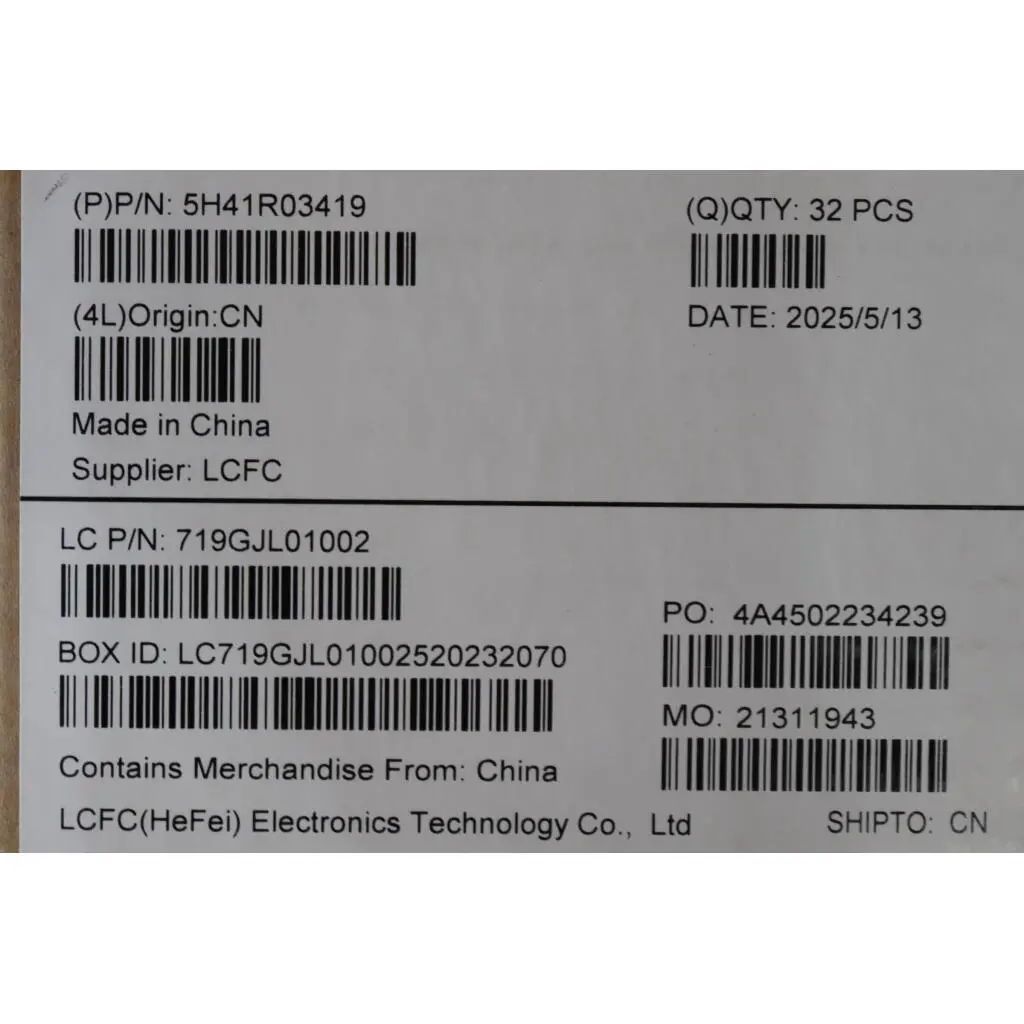 (P)P/N: 5H41R03419
(Q)QTY: 32 PCS
(4L)Origin:CN
DATE: 2025/5/13
Made in China
Supplier: LCFC
LC P/N: 719GJL01002
PO: 4A4502234239
BOX ID: LC719GJL01002520232070
MO: 21311943
Contains Merchandise From: China
LCFC(HeFei) Electronics Technology Co., Ltd
SHIPTO: CN